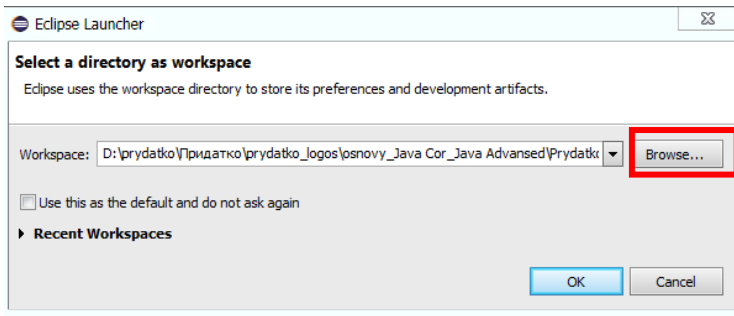 Eclipse Launcher
Select a directory as workspace
Eclipse uses the workspace directory to store its preferences and development artifacts.
Workspace: D:\prydatko\Придатко\prydatko_logos\osnovy_Java Cor_Java Advansed\Prydatk Browse...
Use this as the default and do not ask again
Recent Workspaces
OK Cancel